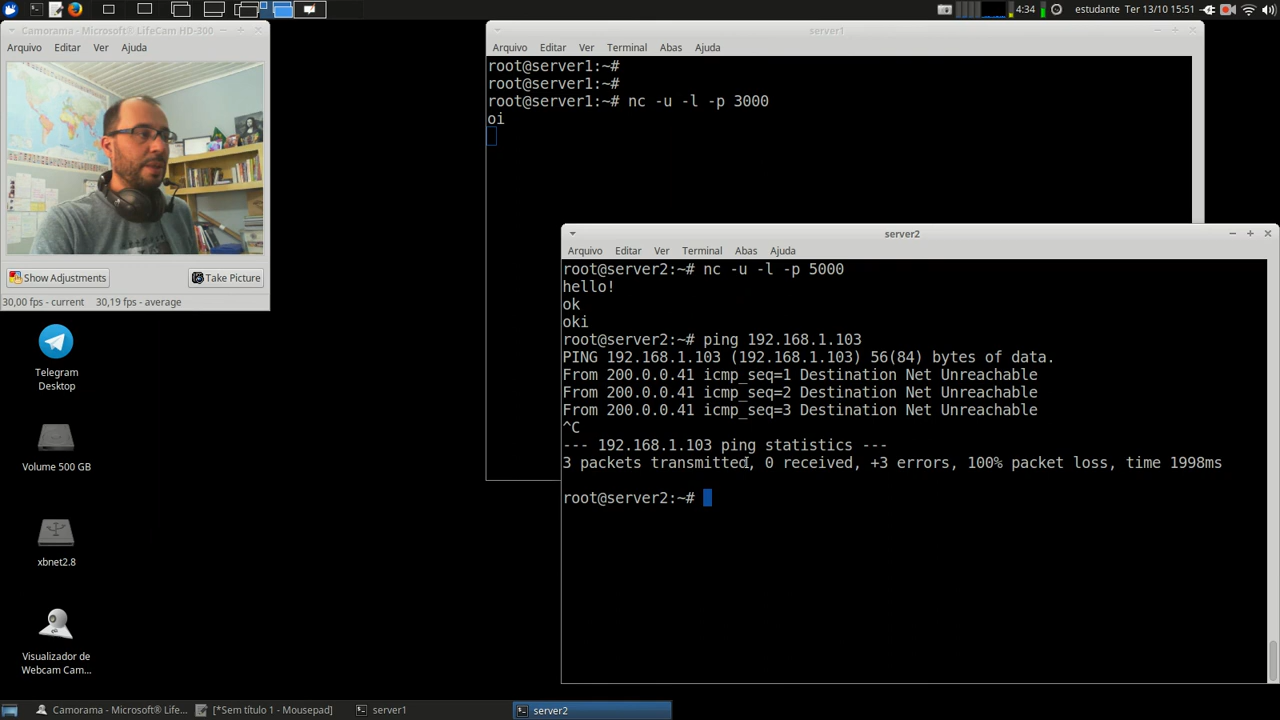 estudante Ter 13/10 15:51
4:34
Camorama - Microsoft® LifeCam HD-300
Arquivo Editar Ver Ajuda
Show Adjustments
Take Picture
30,00 fps - current 30,19 fps - average
Telegram
Desktop
Volume 500 GB
xbnet2.8
Visualizador de
Webcam Cam...
server1
Arquivo Editar Ver Terminal Abas Ajuda
root@server1:~#
root@server1:~#
root@server1:~# nc -u -l -p 3000
oi
server2
Arquivo Editar Ver Terminal Abas Ajuda
root@server2:~# nc -u -l -p 5000
hello!
ok
oki
root@server2:~# ping 192.168.1.103
PING 192.168.1.103 (192.168.1.103) 56(84) bytes of data.
From 200.0.0.41 icmp_seq=1 Destination Net Unreachable
From 200.0.0.41 icmp_seq=2 Destination Net Unreachable
From 200.0.0.41 icmp_seq=3 Destination Net Unreachable
^C
--- 192.168.1.103 ping statistics ---
3 packets transmitted, 0 received, +3 errors, 100% packet loss, time 1998ms
root@server2:~#
Camorama - Microsoft® Life...
[*Sem título 1 - Mousepad]
server1
server2